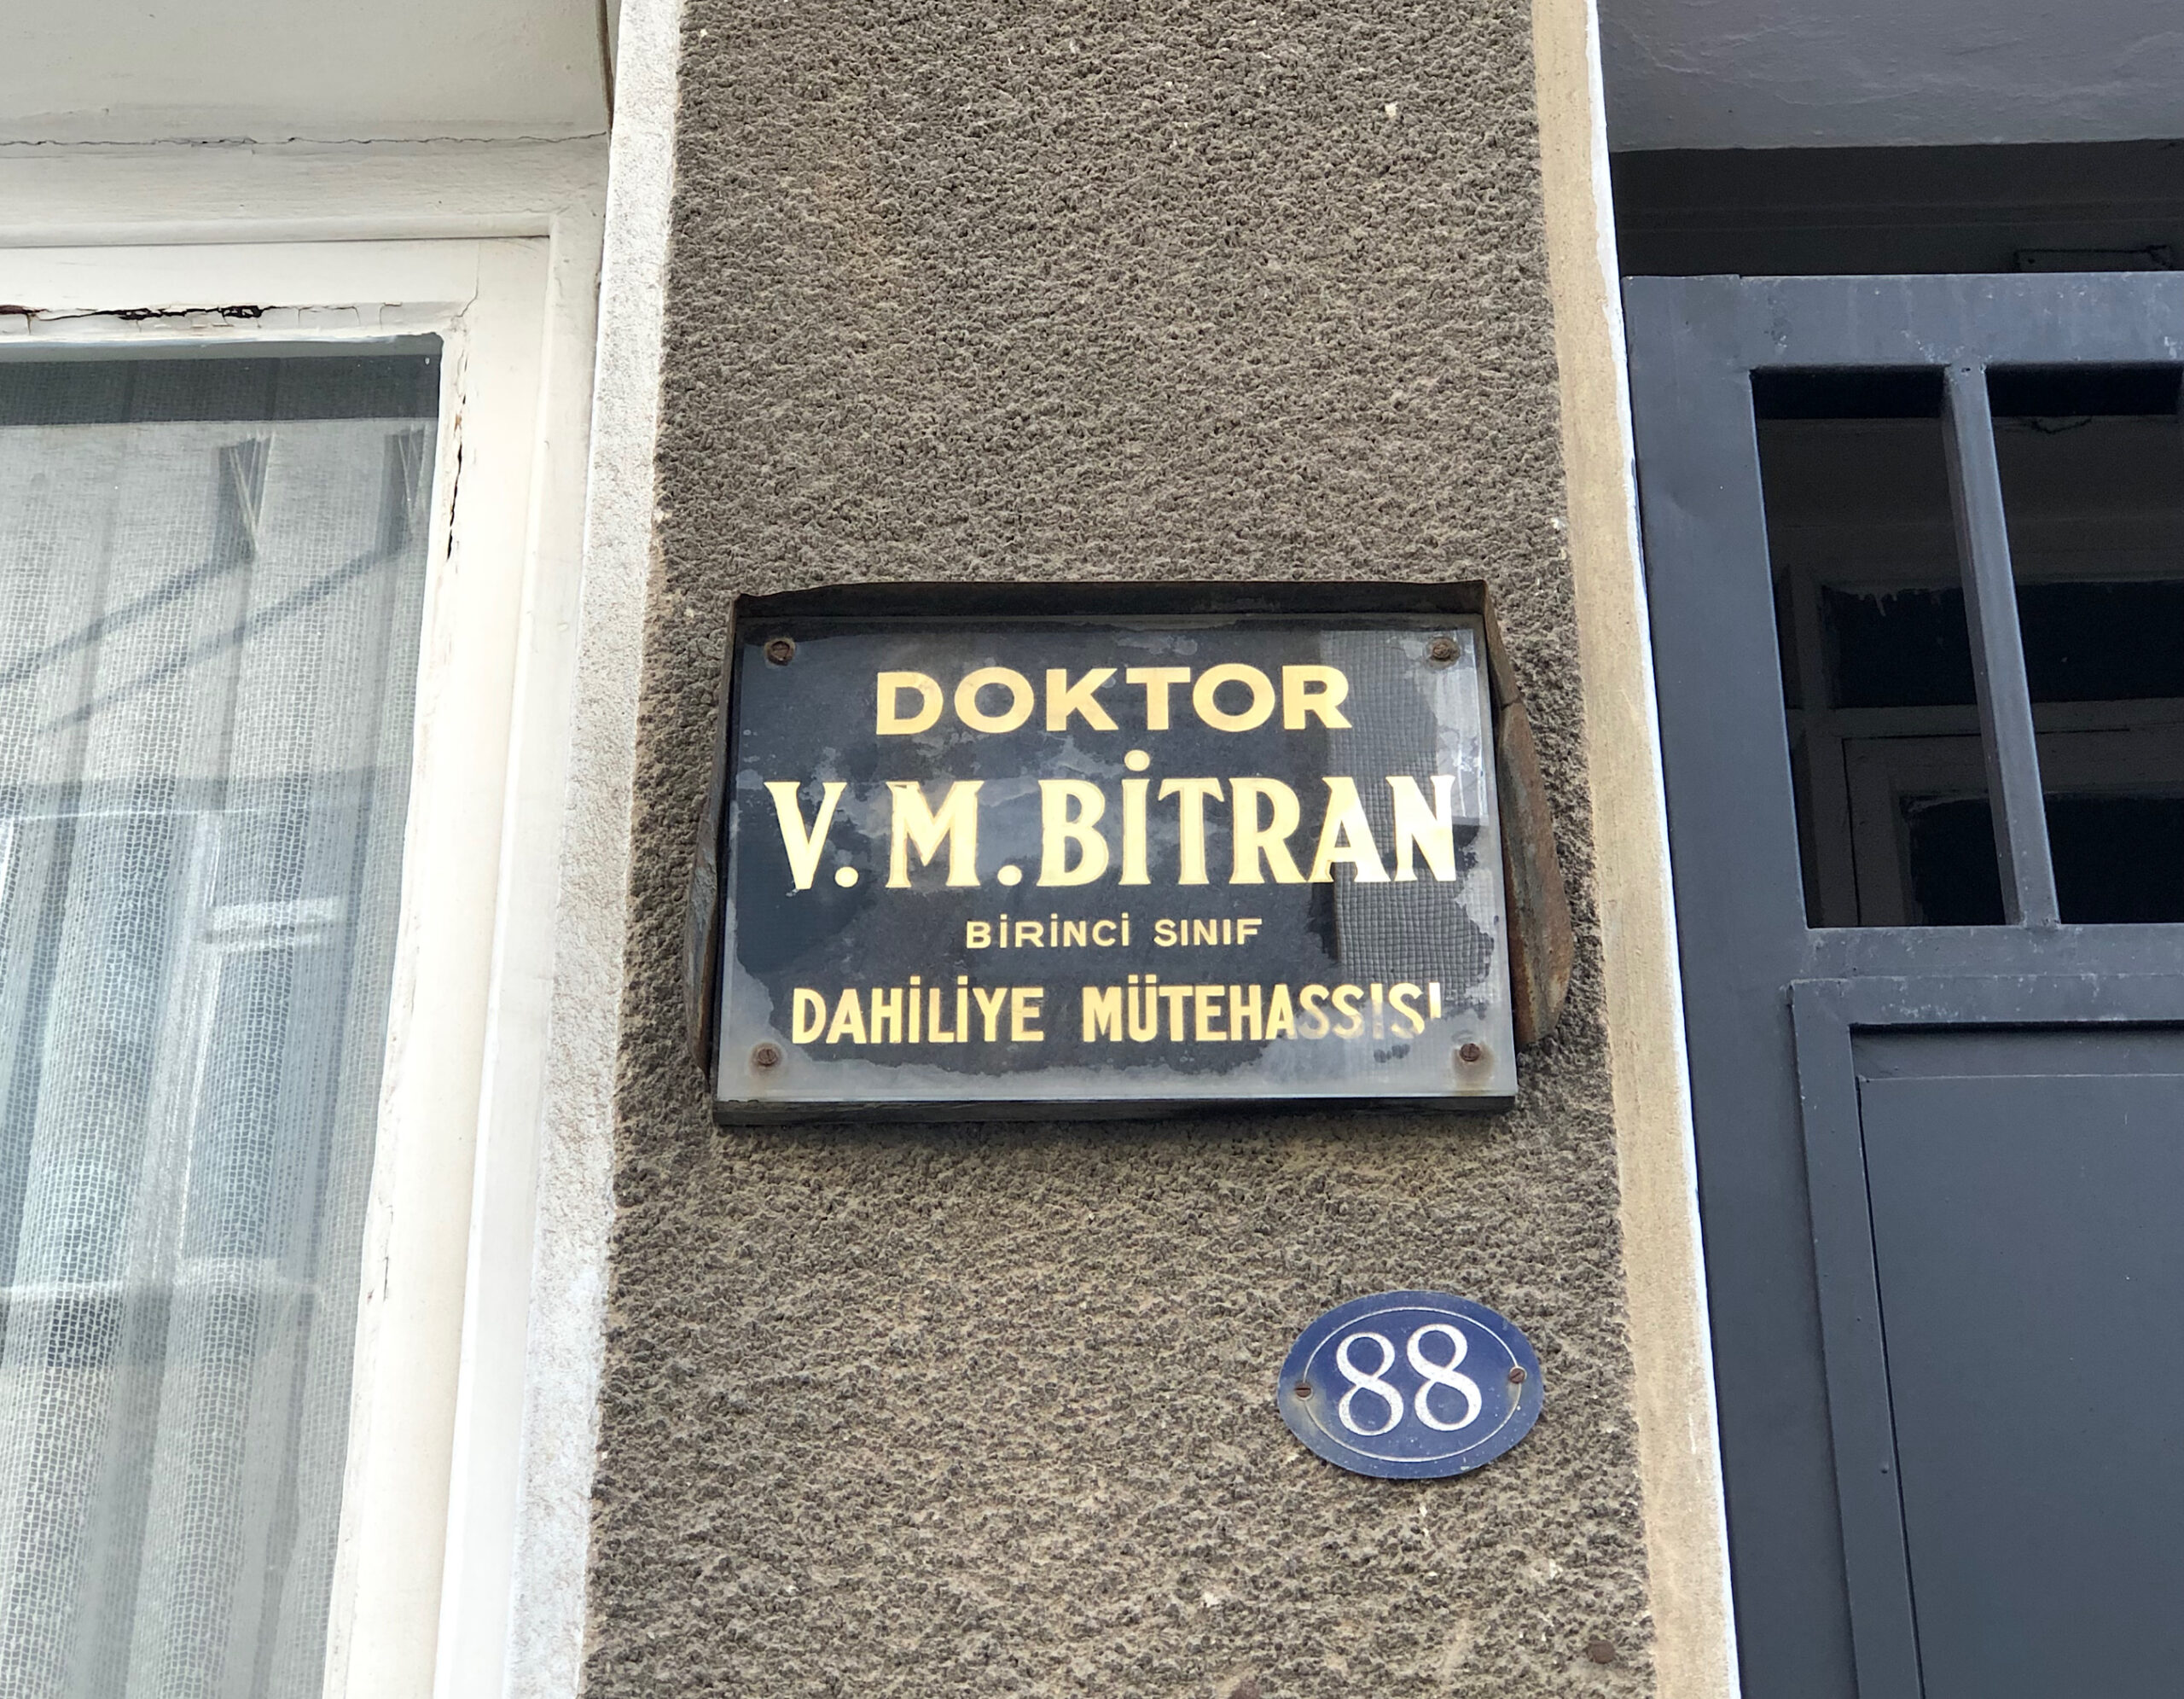 DOKTOR
V. M. BİTRAN
BİRİNCİ SINIF
DAHİLİYE MÜTEHASSISI
88